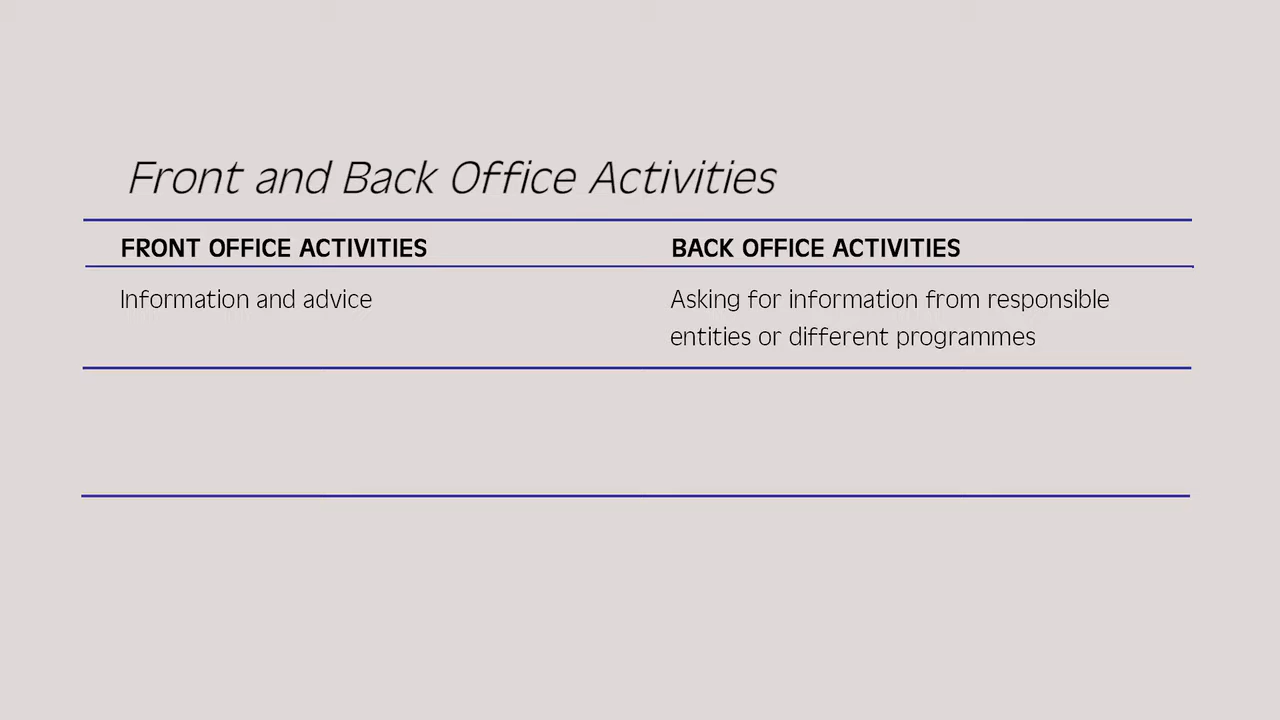 Front and Back Office Activities
FRONT OFFICE ACTIVITIES
BACK OFFICE ACTIVITIES
Information and advice
Asking for information from responsible
entities or different programmes